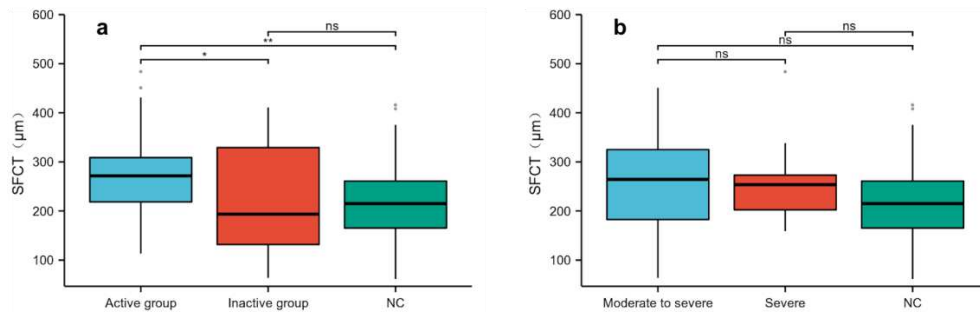 a
ns
**
*
600
500
400
300
200
100
SFCT（μm）
Active group
Inactive group
NC
b
ns
ns
ns
600
500
400
300
200
100
SFCT（μm）
Moderate to severe
Severe
NC